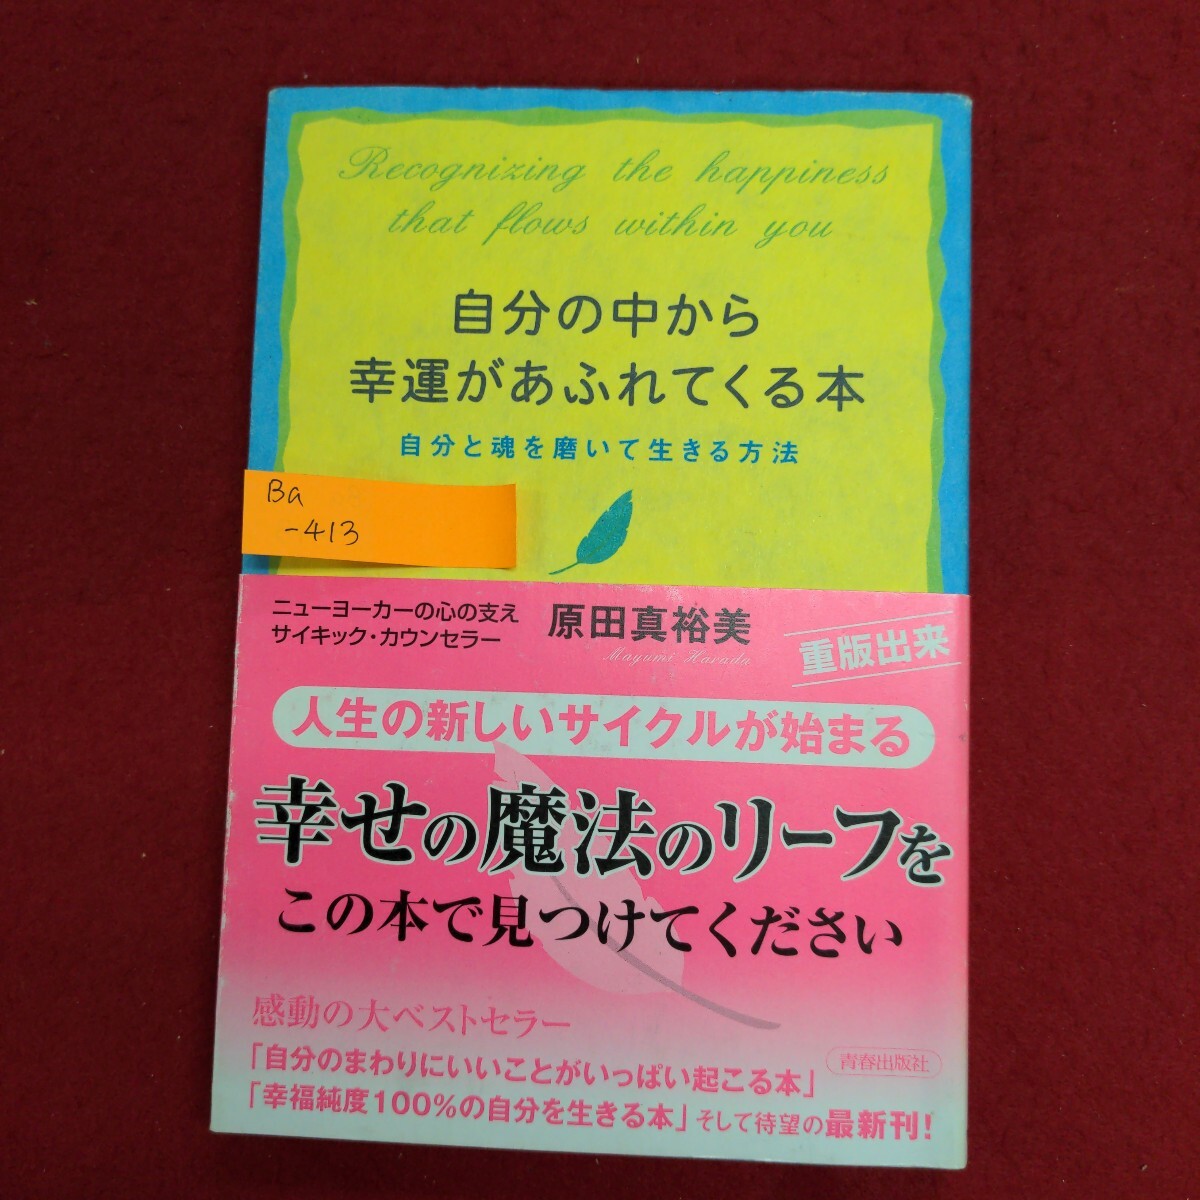 Recognizing the happiness
that flows within you
自分の中から
幸運があふれてくる本
自分と魂を磨いて生きる方法
Ba
-413
ニューヨーカーの心の支え
サイキック・カウンセラー
原田真裕美
Mayumi Harada
重版出来
人生の新しいサイクルが始まる
幸せの魔法のリーフを
この本で見つけてください
感動の大ベストセラー
「自分のまわりにいいことがいっぱい起こる本」
「幸福純度100%の自分を生きる本」そして待望の最新刊!
青春出版社